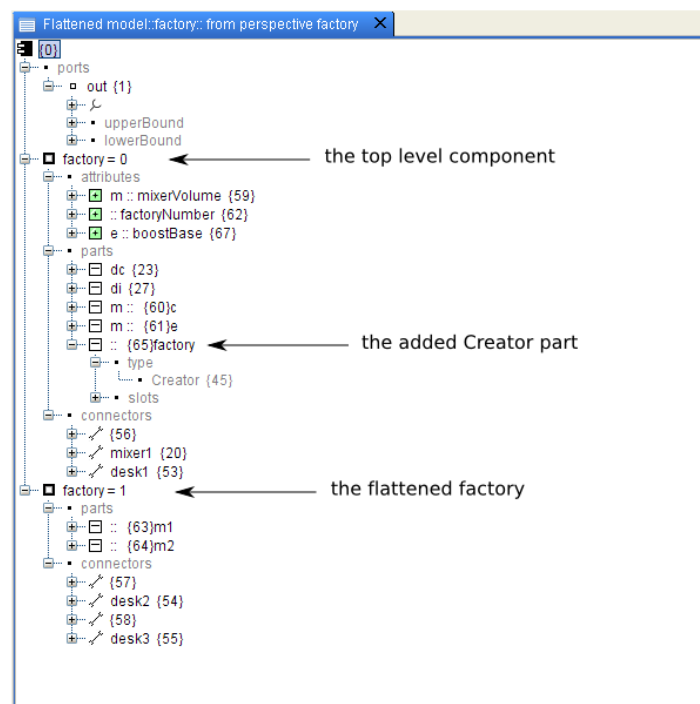 Flattened model::factory:: from perspective factory X
{0}
ports
out {1}
upperBound
lowerBound
factory = 0 the top level component
attributes
m :: mixerVolume {59}
:: factoryNumber {62}
e :: boostBase {67}
parts
dc {23}
di {27}
m :: {60}c
m :: {61}e
:: {65}factory the added Creator part
type
Creator {45}
slots
connectors
{56}
mixer1 {20}
desk1 {53}
factory = 1 the flattened factory
parts
:: {63}m1
:: {64}m2
connectors
{57}
desk2 {54}
{58}
desk3 {55}